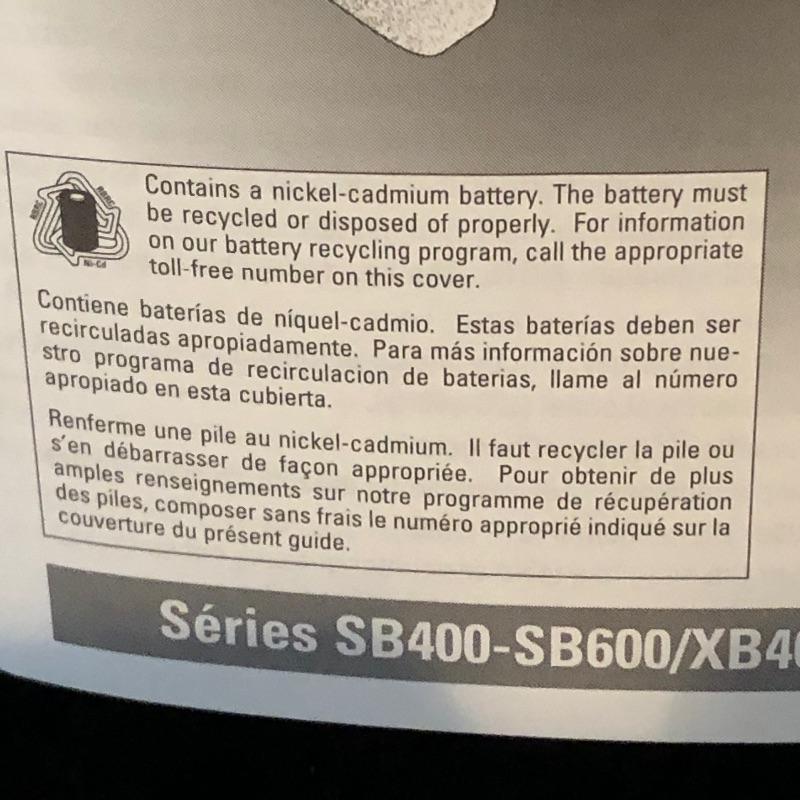 Contains a nickel-cadmium battery. The battery must
be recycled or disposed of properly. For information
on our battery recycling program, call the appropriate
toll-free number on this cover.
Ni-Cd
Contiene baterías de níquel-cadmio. Estas baterías deben ser
recirculadas apropiadamente. Para más información sobre nue-
stro programa de recirculacion de baterias, llame al número
apropiado en esta cubierta.
Renferme une pile au nickel-cadmium. Il faut recycler la pile ou
s'en débarrasser de façon appropriée. Pour obtenir de plus
amples renseignements sur notre programme de récupération
des piles, composer sans frais le numéro approprié indiqué sur la
couverture du présent guide.
Séries SB400-SB600/XB40